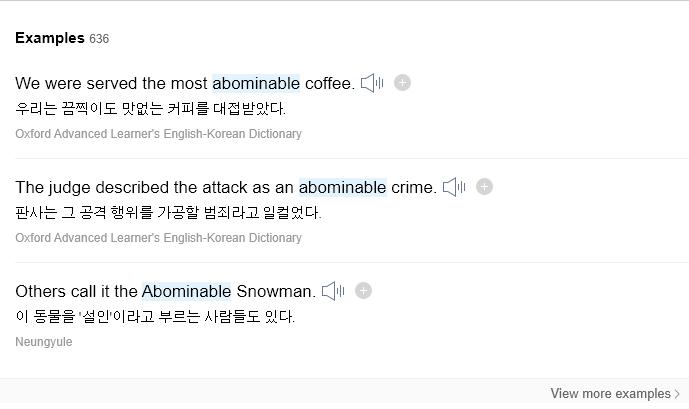 Examples 636
We were served the most abominable coffee.
우리는 끔찍이도 맛없는 커피를 대접받았다.
Oxford Advanced Learner's English-Korean Dictionary
The judge described the attack as an abominable crime.
판사는 그 공격 행위를 가공할 범죄라고 일컬었다.
Oxford Advanced Learner's English-Korean Dictionary
Others call it the Abominable Snowman.
이 동물을 '설인'이라고 부르는 사람들도 있다.
Neungyule
View more examples